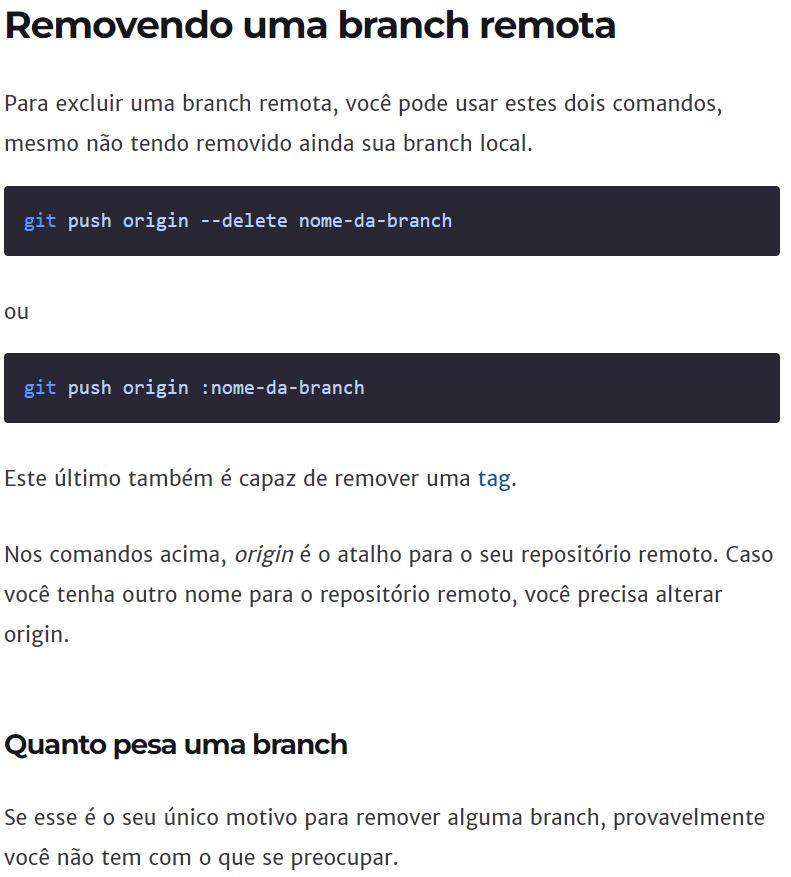 Removendo uma branch remota
Para excluir uma branch remota, você pode usar estes dois comandos,
mesmo não tendo removido ainda sua branch local.
git push origin --delete nome-da-branch
ou
git push origin :nome-da-branch
Este último também é capaz de remover uma tag.
Nos comandos acima, origin é o atalho para o seu repositório remoto. Caso
você tenha outro nome para o repositório remoto, você precisa alterar
origin.
Quanto pesa uma branch
Se esse é o seu único motivo para remover alguma branch, provavelmente
você não tem com o que se preocupar.